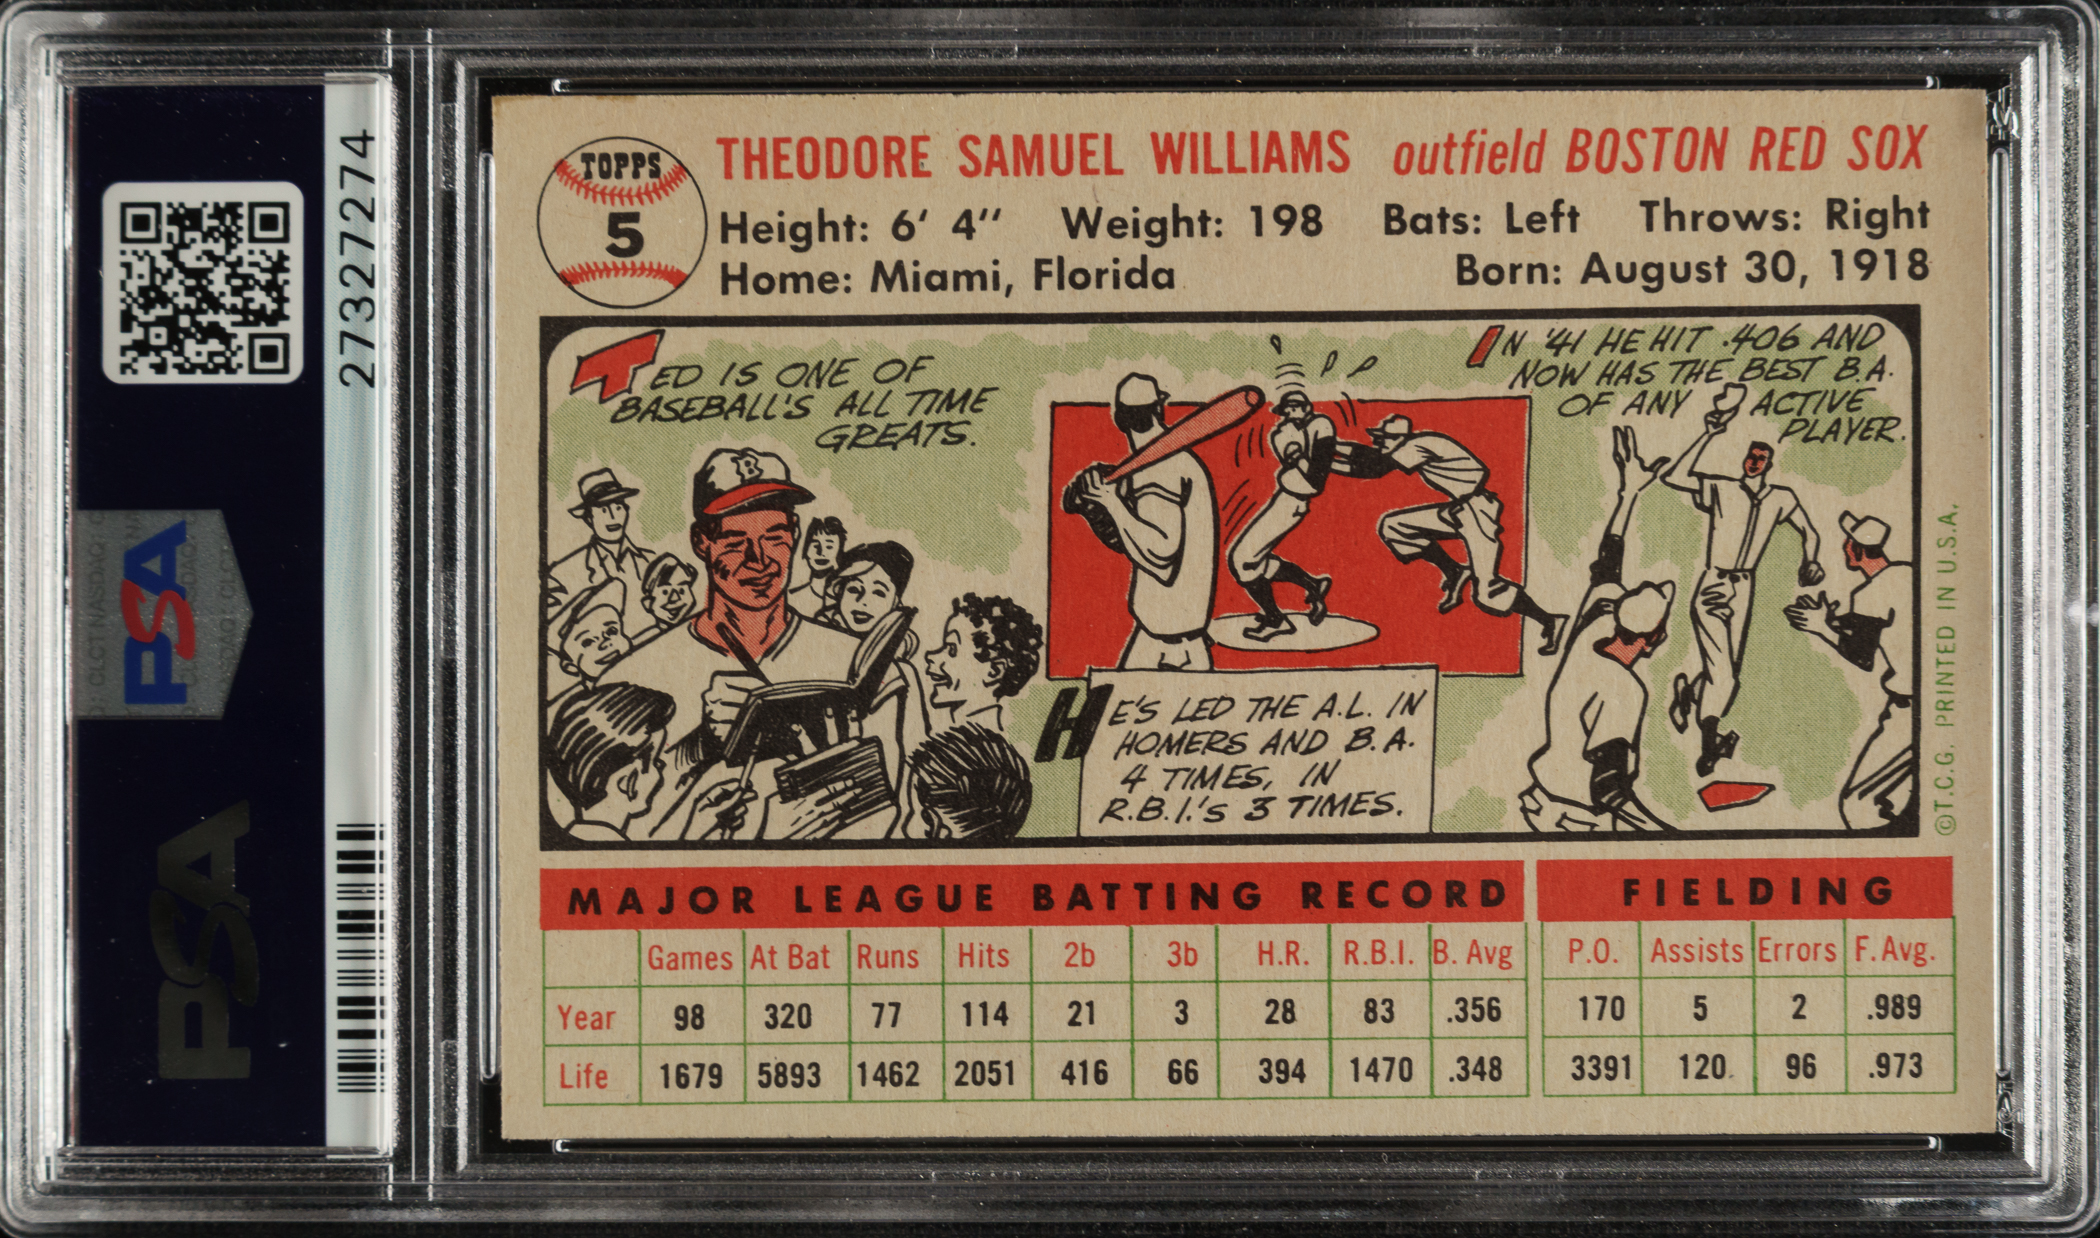 27327274
PSA
PSA
TOPPS
5
THEODORE SAMUEL WILLIAMS outfield BOSTON RED SOX
Height: 6' 4" Weight: 198 Bats: Left Throws: Right
Home: Miami, Florida Born: August 30, 1918
TED IS ONE OF
BASEBALL'S ALL TIME
GREATS.
B
HE'S LED THE A.L. IN
HOMERS AND B.A.
4 TIMES, IN
R.B.I.'S 3 TIMES.
IN '41 HE HIT .406 AND
NOW HAS THE BEST B.A.
OF ANY ACTIVE
PLAYER.
©T.C.G. PRINTED IN U.S.A.
MAJOR LEAGUE BATTING RECORD FIELDING
Games At Bat Runs Hits 2b 3b H.R. R.B.I. B. Avg P.O. Assists Errors F. Avg.
Year 98 320 77 114 21 3 28 83 .356 170 5 2 .989
Life 1679 5893 1462 2051 416 66 394 1470 .348 3391 120 96 .973